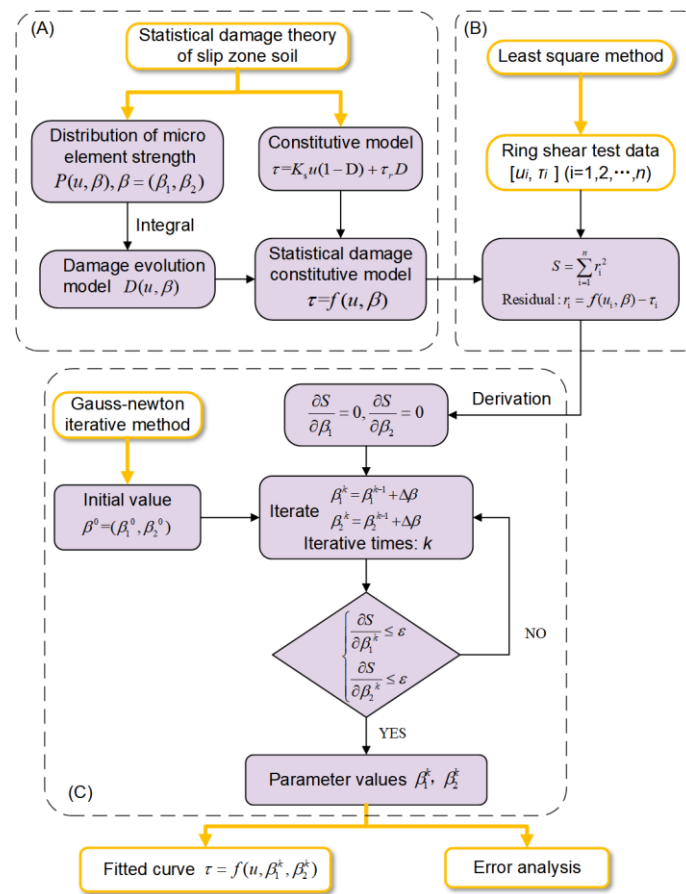 (A)
Statistical damage theory
of slip zone soil
Distribution of micro
element strength
P(u, β), β = (β₁, β₂)
Integral
Damage evolution
model D(u, β)
Constitutive model
τ=Kₛu(1−D)+τᵣD
Statistical damage
constitutive model
τ=f(u, β)
(B)
Least square method
Ring shear test data
[uᵢ, τᵢ] (i=1,2,⋯,n)
S = ∑ᵢ₌₁ⁿ rᵢ²
Residual : rᵢ = f(uᵢ, β) − τᵢ
Derivation
Gauss-newton
iterative method
∂S/∂β₁ = 0, ∂S/∂β₂ = 0
Initial value
β⁰=(β₁⁰, β₂⁰)
Iterate
β₁ᵏ = β₁ᵏ⁻¹ + Δβ
β₂ᵏ = β₂ᵏ⁻¹ + Δβ
Iterative times: k
∂S/∂β₁ᵏ ≤ ε
∂S/∂β₂ᵏ ≤ ε
NO
YES
Parameter values β₁ᵏ, β₂ᵏ
(C)
Fitted curve τ = f(u, β₁ᵏ, β₂ᵏ)
Error analysis